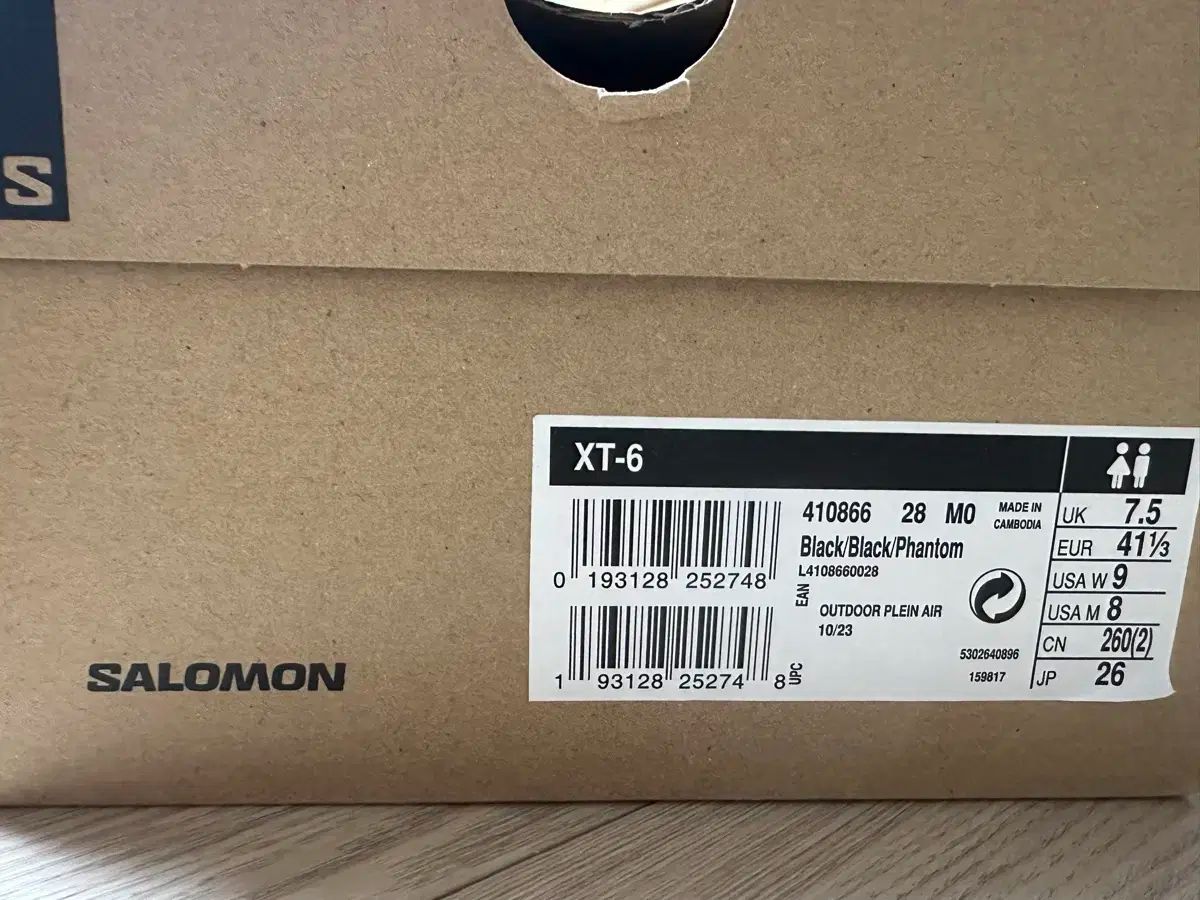 S
SALOMON
XT-6
0 193128 252748
EAN
1 93128 25274 8
UPC
410866 28 M0
MADE IN
CAMBODIA
Black/Black/Phantom
L4108660028
OUTDOOR PLEIN AIR
10/23
5302640896
159817
UK 7.5
EUR 41⅓
USA W 9
USA M 8
CN 260(2)
JP 26